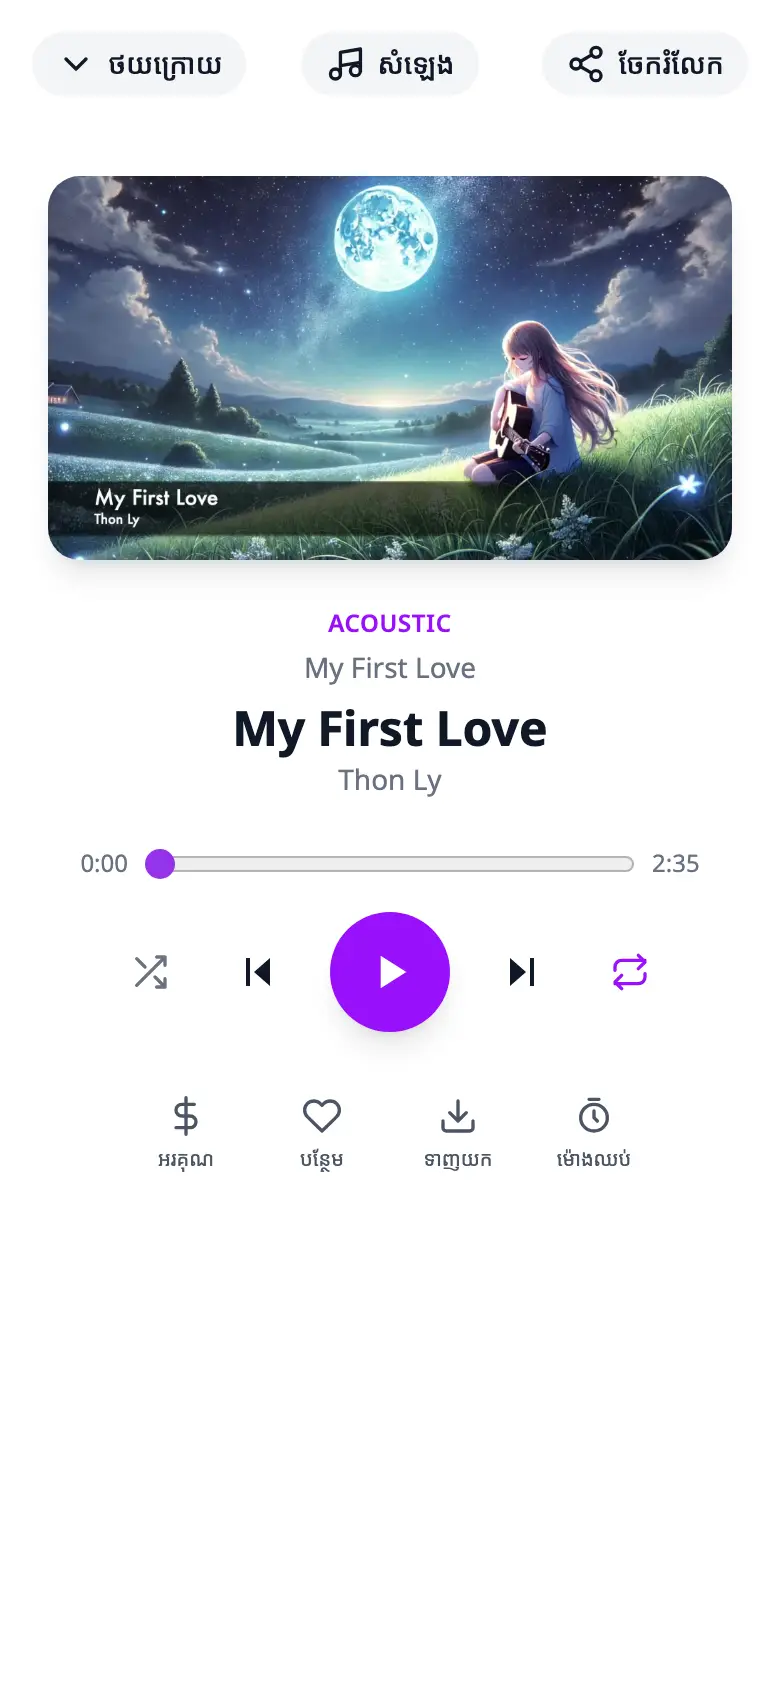 ថយក្រោយ
សំឡេង
ចែករំលែក
My First Love
Thon Ly
ACOUSTIC
My First Love
My First Love
Thon Ly
0:00
2:35
អរគុណ
បន្ថែម
ទាញយក
ម៉ោងឈប់